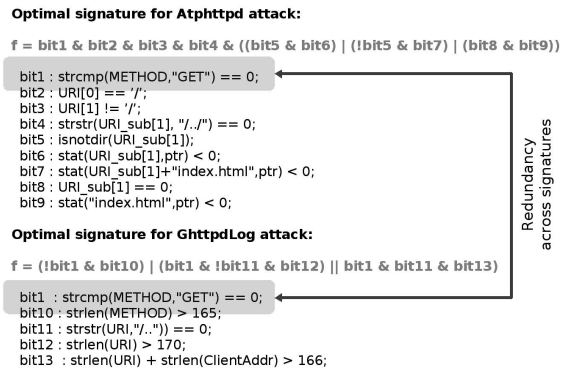 Optimal signature for Atphttpd attack:
f = bit1 & bit2 & bit3 & bit4 & ((bit5 & bit6) | (!bit5 & bit7) | (bit8 & bit9))
bit1 : strcmp(METHOD,"GET") == 0;
bit2 : URI[0] == '/';
bit3 : URI[1] != '/';
bit4 : strstr(URI_sub[1], "/../") == 0;
bit5 : isnotdir(URI_sub[1]);
bit6 : stat(URI_sub[1],ptr) < 0;
bit7 : stat(URI_sub[1]+"index.html",ptr) < 0;
bit8 : URI_sub[1] == 0;
bit9 : stat("index.html",ptr) < 0;
Redundancy
across signatures
Optimal signature for GhttpdLog attack:
f = (!bit1 & bit10) | (bit1 & !bit11 & bit12) || bit1 & bit11 & bit13)
bit1 : strcmp(METHOD,"GET") == 0;
bit10 : strlen(METHOD) > 165;
bit11 : strstr(URI,"/..")) == 0;
bit12 : strlen(URI) > 170;
bit13 : strlen(URI) + strlen(ClientAddr) > 166;